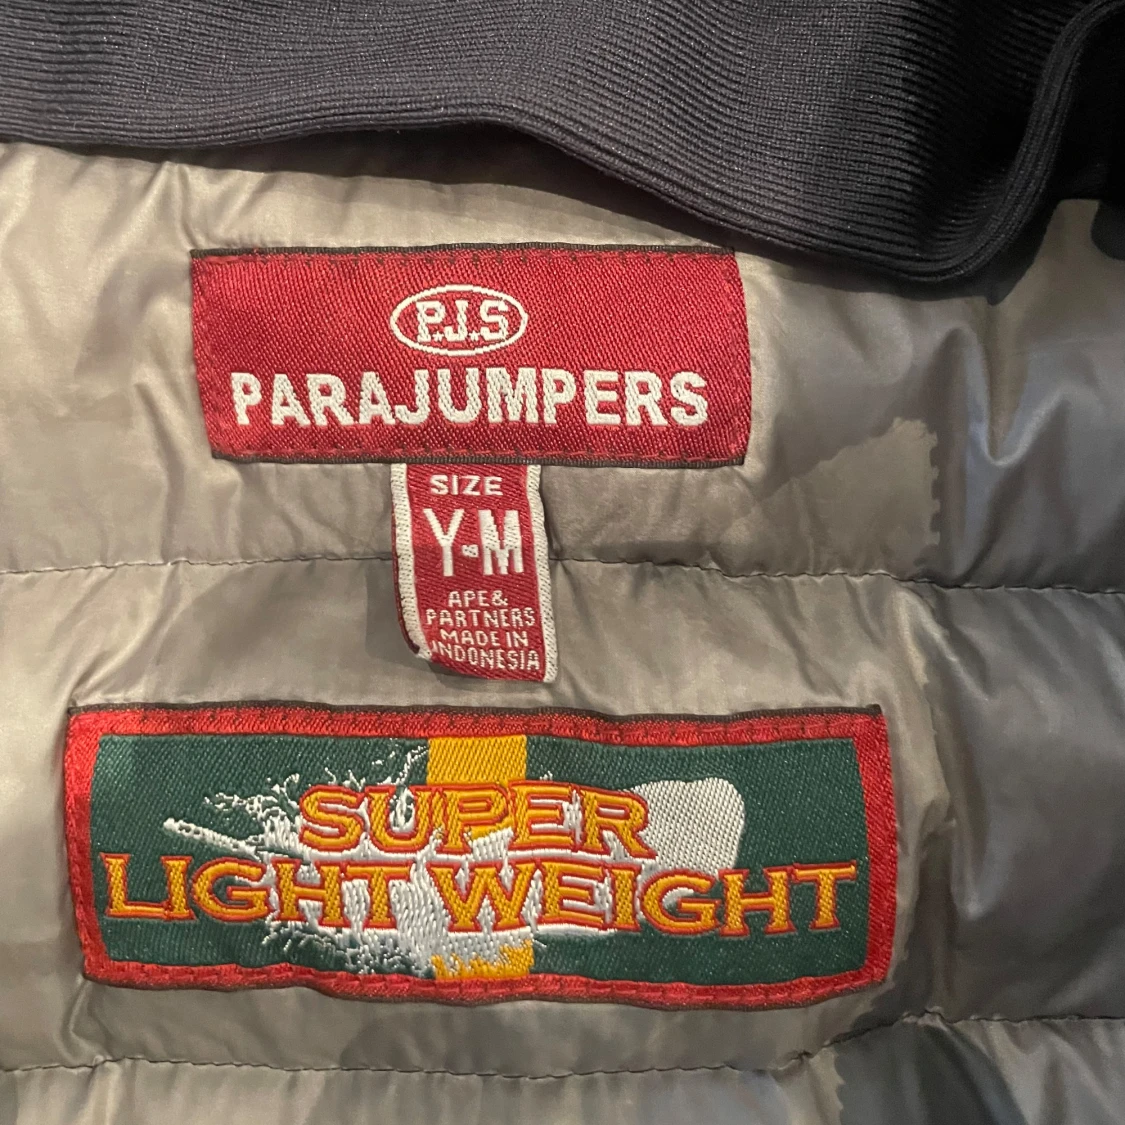 P.J.S
PARAJUMPERS
SIZE
Y-M
APE&
PARTNERS
MADE IN
INDONESIA
SUPER
LIGHT WEIGHT